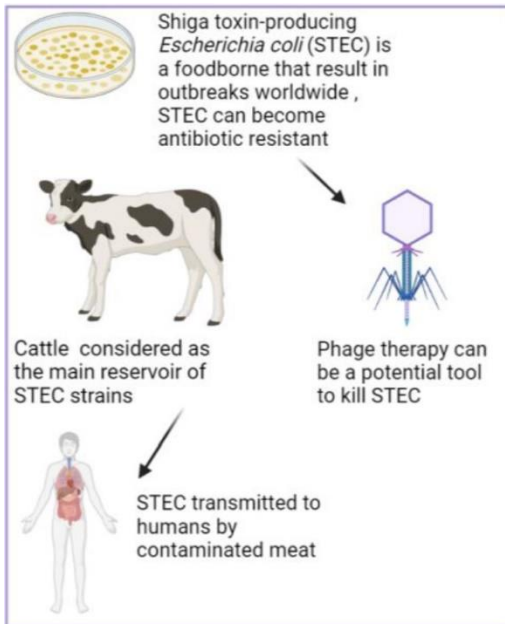 Shiga toxin-producing
Escherichia coli (STEC) is
a foodborne that result in
outbreaks worldwide ,
STEC can become
antibiotic resistant
Cattle considered as
the main reservoir of
STEC strains
Phage therapy can
be a potential tool
to kill STEC
STEC transmitted to
humans by
contaminated meat